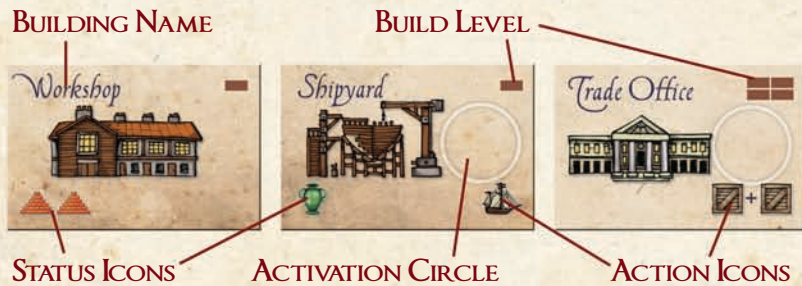 BUILDING NAME
BUILD LEVEL
Workshop
Shipyard
Trade Office
+
STATUS ICONS
ACTIVATION CIRCLE
ACTION ICONS